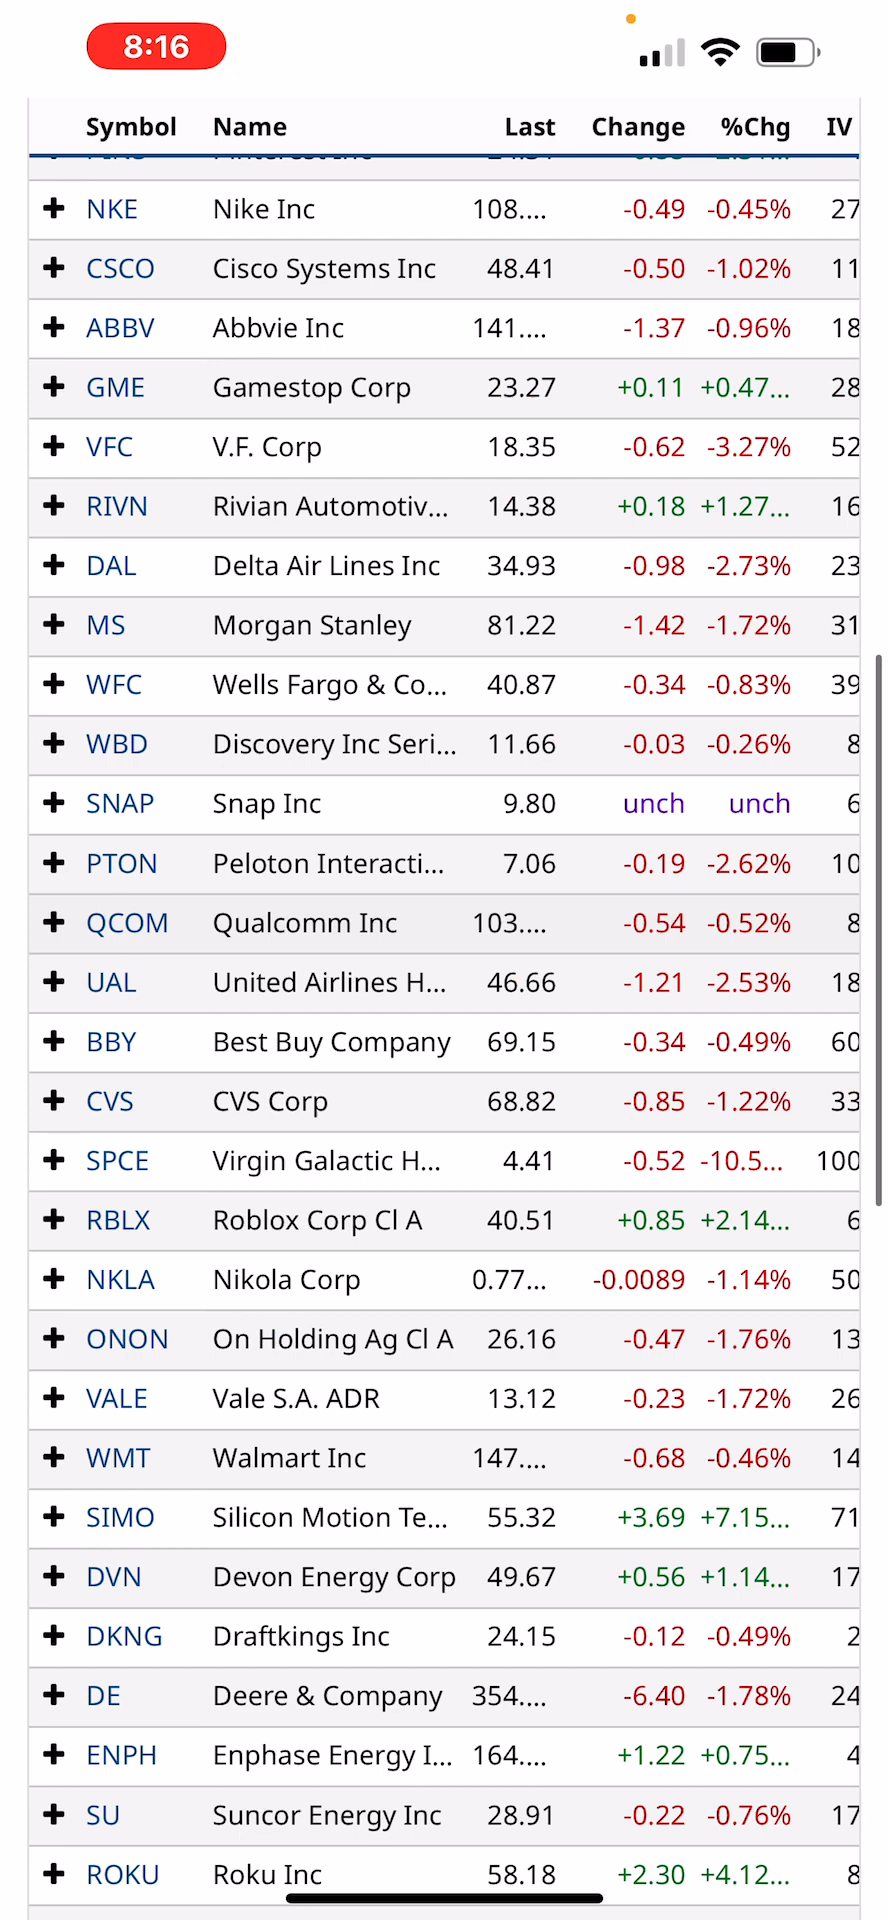 8:16
Symbol Name Last Change %Chg IV
NKE Nike Inc 108.... -0.49 -0.45% 27
CSCO Cisco Systems Inc 48.41 -0.50 -1.02% 11
ABBV Abbvie Inc 141.... -1.37 -0.96% 18
GME Gamestop Corp 23.27 +0.11 +0.47... 28
VFC V.F. Corp 18.35 -0.62 -3.27% 52
RIVN Rivian Automotiv... 14.38 +0.18 +1.27... 16
DAL Delta Air Lines Inc 34.93 -0.98 -2.73% 23
MS Morgan Stanley 81.22 -1.42 -1.72% 31
WFC Wells Fargo & Co... 40.87 -0.34 -0.83% 39
WBD Discovery Inc Seri... 11.66 -0.03 -0.26% 8
SNAP Snap Inc 9.80 unch unch 6
PTON Peloton Interacti... 7.06 -0.19 -2.62% 10
QCOM Qualcomm Inc 103.... -0.54 -0.52% 8
UAL United Airlines H... 46.66 -1.21 -2.53% 18
BBY Best Buy Company 69.15 -0.34 -0.49% 60
CVS CVS Corp 68.82 -0.85 -1.22% 33
SPCE Virgin Galactic H... 4.41 -0.52 -10.5... 100
RBLX Roblox Corp Cl A 40.51 +0.85 +2.14... 6
NKLA Nikola Corp 0.77... -0.0089 -1.14% 50
ONON On Holding Ag Cl A 26.16 -0.47 -1.76% 13
VALE Vale S.A. ADR 13.12 -0.23 -1.72% 26
WMT Walmart Inc 147.... -0.68 -0.46% 14
SIMO Silicon Motion Te... 55.32 +3.69 +7.15... 71
DVN Devon Energy Corp 49.67 +0.56 +1.14... 17
DKNG Draftkings Inc 24.15 -0.12 -0.49% 2
DE Deere & Company 354.... -6.40 -1.78% 24
ENPH Enphase Energy I... 164.... +1.22 +0.75... 4
SU Suncor Energy Inc 28.91 -0.22 -0.76% 17
ROKU Roku Inc 58.18 +2.30 +4.12... 8